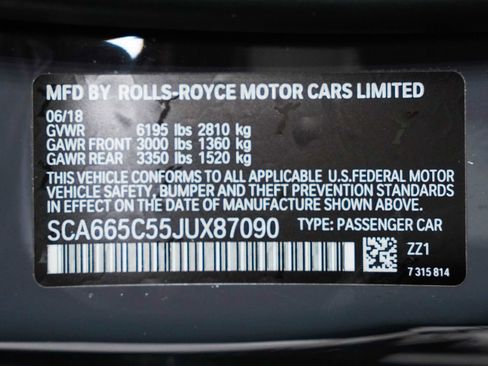 MFD BY ROLLS-ROYCE MOTOR CARS LIMITED
06/18
GVWR 6195 lbs 2810 kg
GAWR FRONT 3000 lbs 1360 kg
GAWR REAR 3350 lbs 1520 kg
THIS VEHICLE CONFORMS TO ALL APPLICABLE U.S.FEDERAL MOTOR
VEHICLE SAFETY, BUMPER AND THEFT PREVENTION STANDARDS
IN EFFECT ON THE DATE OF MANUFACTURE SHOWN ABOVE.
SCA665C55JUX87090 TYPE: PASSENGER CAR
ZZ1
7 315 814